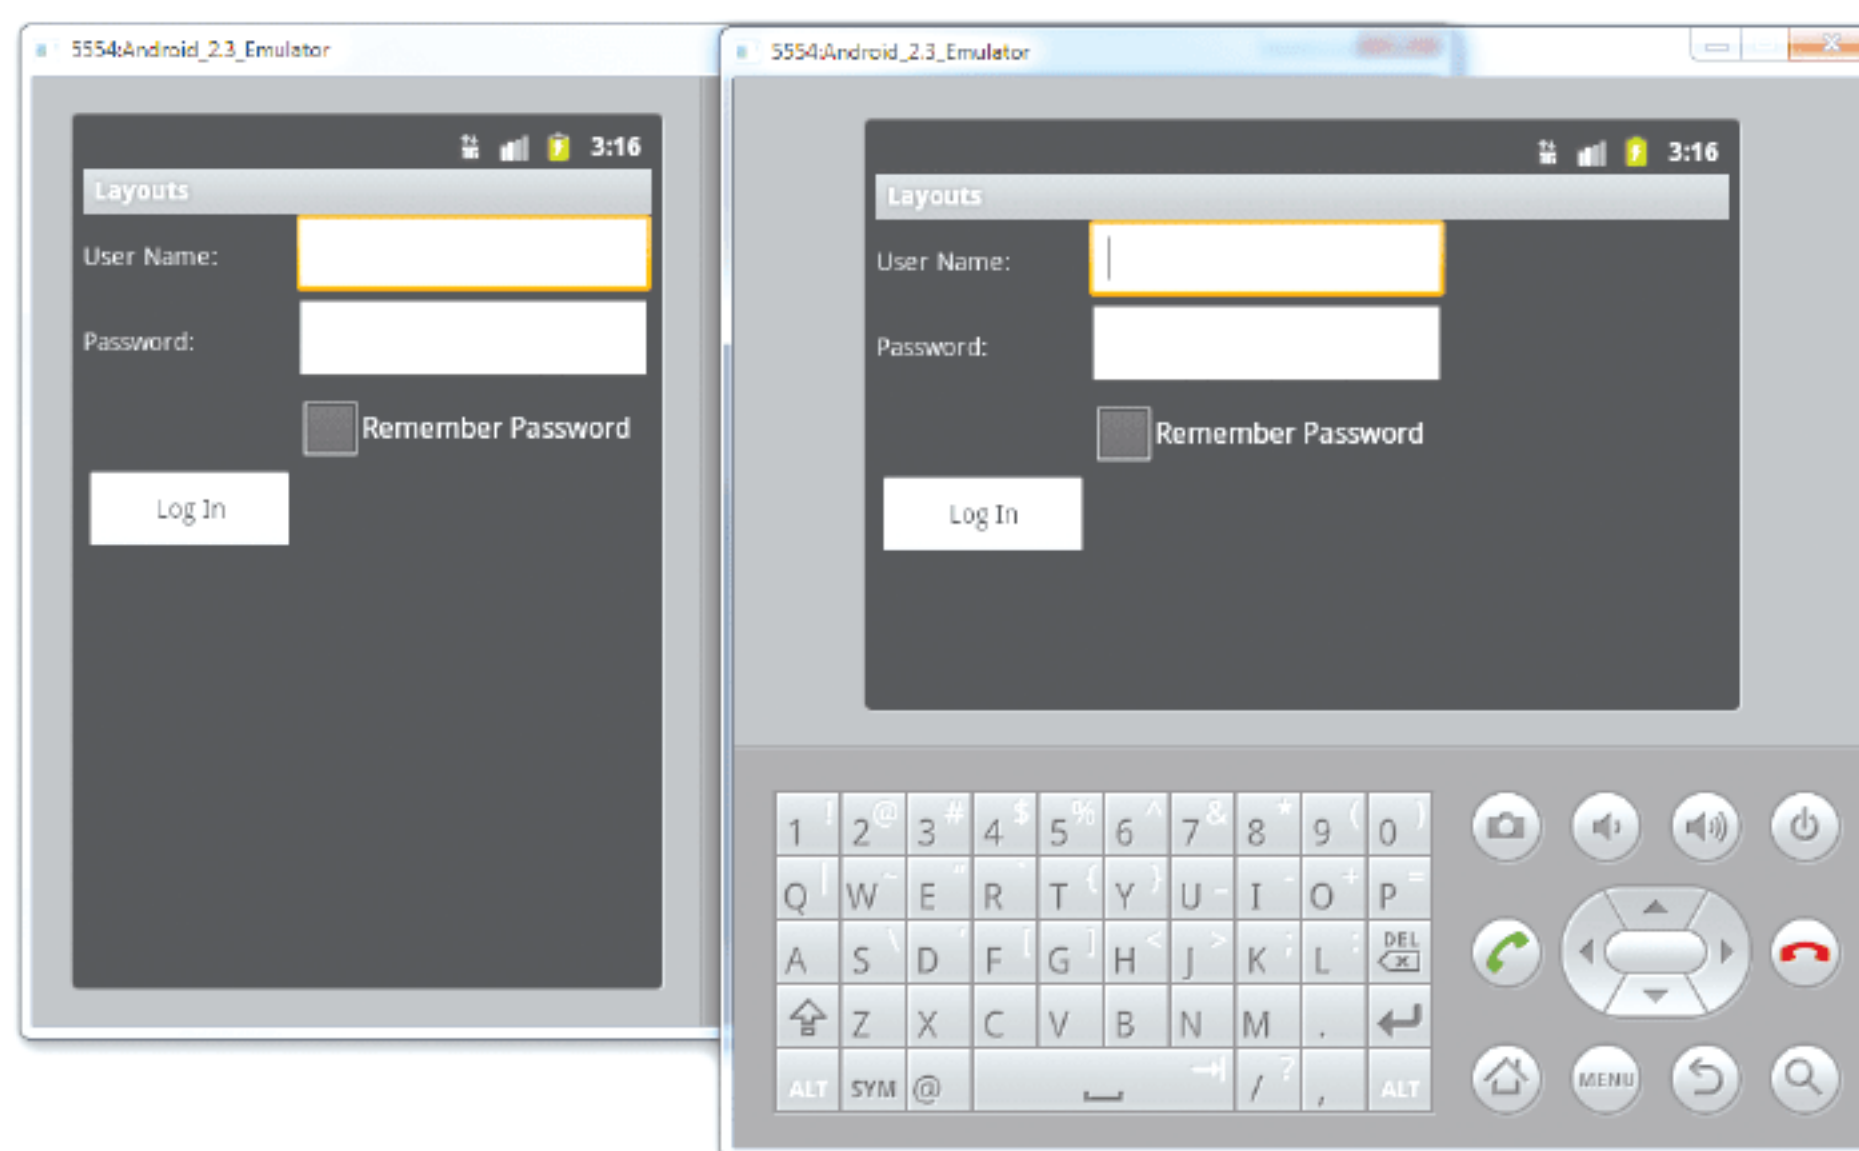 5554:Android_2.3_Emulator
3:16
Layouts
User Name:
Password:
Remember Password
Log In
5554:Android_2.3_Emulator
3:16
Layouts
User Name:
Password:
Remember Password
Log In
1 ! 2 @ 3 # 4 $ 5 % 6 ^ 7 & 8 * 9 ( 0 )
Q | W ~ E " R ` T { Y } U _ I - O + P =
A S \ D ' F [ G ] H < J > K ; L : DEL
Z X C V B N M .
ALT SYM @ / ? , ALT
MENU